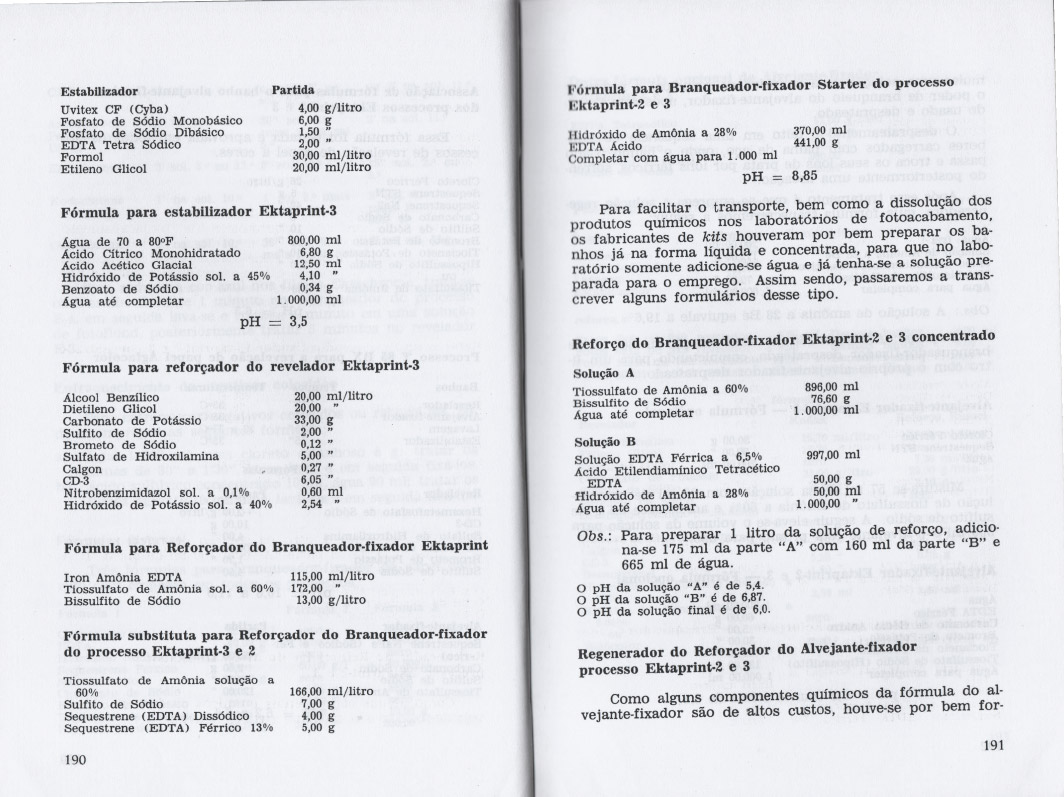 Estabilizador Partida
Uvitex CF (Cyba) 4,00 g/litro
Fosfato de Sódio Monobásico 6,00 g
Fosfato de Sódio Dibásico 1,50 "
EDTA Tetra Sódico 2,00 "
Formol 30,00 ml/litro
Etileno Glicol 20,00 ml/litro
Fórmula para estabilizador Ektaprint-3
Água de 70 a 80ºF 800,00 ml
Ácido Cítrico Monohidratado 6,80 g
Ácido Acético Glacial 12,50 ml
Hidróxido de Potássio sol. a 45% 4,10 "
Benzoato de Sódio 0,34 g
Água até completar 1.000,00 ml
pH = 3,5
Fórmula para reforçador do revelador Ektaprint-3
Álcool Benzílico 20,00 ml/litro
Dietileno Glicol 20,00 "
Carbonato de Potássio 33,00 g
Sulfito de Sódio 2,00 "
Brometo de Sódio 0,12 "
Sulfato de Hidroxilamina 5,00 "
Calgon 0,27 "
CD-3 6,05 "
Nitrobenzimidazol sol. a 0,1% 0,60 ml
Hidróxido de Potássio sol. a 40% 2,54 "
Fórmula para Reforçador do Branqueador-fixador Ektaprint
Iron Amônia EDTA 115,00 ml/litro
Tiossulfato de Amônia sol. a 60% 172,00 "
Bissulfito de Sódio 13,00 g/litro
Fórmula substituta para Reforçador do Branqueador-fixador
do processo Ektaprint-3 e 2
Tiossulfato de Amônia solução a
60% 166,00 ml/litro
Sulfito de Sódio 7,00 g
Sequestrene (EDTA) Dissódico 4,00 g
Sequestrene (EDTA) Férrico 13% 5,00 g
190
Fórmula para Branqueador-fixador Starter do processo
Ektaprint-2 e 3
Hidróxido de Amônia a 28% 370,00 ml
EDTA Ácido 441,00 g
Completar com água para 1.000 ml
pH = 8,85
Para facilitar o transporte, bem como a dissolução dos
produtos químicos nos laboratórios de fotoacabamento,
os fabricantes de kits houveram por bem preparar os ba-
nhos já na forma líquida e concentrada, para que no labo-
ratório somente adicione-se água e já tenha-se a solução pre-
parada para o emprego. Assim sendo, passaremos a trans-
crever alguns formulários desse tipo.
Reforço do Branqueador-fixador Ektaprint-2 e 3 concentrado
Solução A
Tiossulfato de Amônia a 60% 896,00 ml
Bissulfito de Sódio 76,60 g
Água até completar 1.000,00 ml
Solução B
Solução EDTA Férrica a 6,5% 997,00 ml
Ácido Etilendiamínico Tetracético
EDTA 50,00 g
Hidróxido de Amônia a 28% 50,00 ml
Água até completar 1.000,00 "
Obs.: Para preparar 1 litro da solução de reforço, adicio-
na-se 175 ml da parte “A” com 160 ml da parte “B” e
665 ml de água.
O pH da solução “A” é de 5,4.
O pH da solução “B” é de 6,87.
O pH da solução final é de 6,0.
Regenerador do Reforçador do Alvejante-fixador
processo Ektaprint-2 e 3
Como alguns componentes químicos da fórmula do al-
vejante-fixador são de altos custos, houve-se por bem for-
191